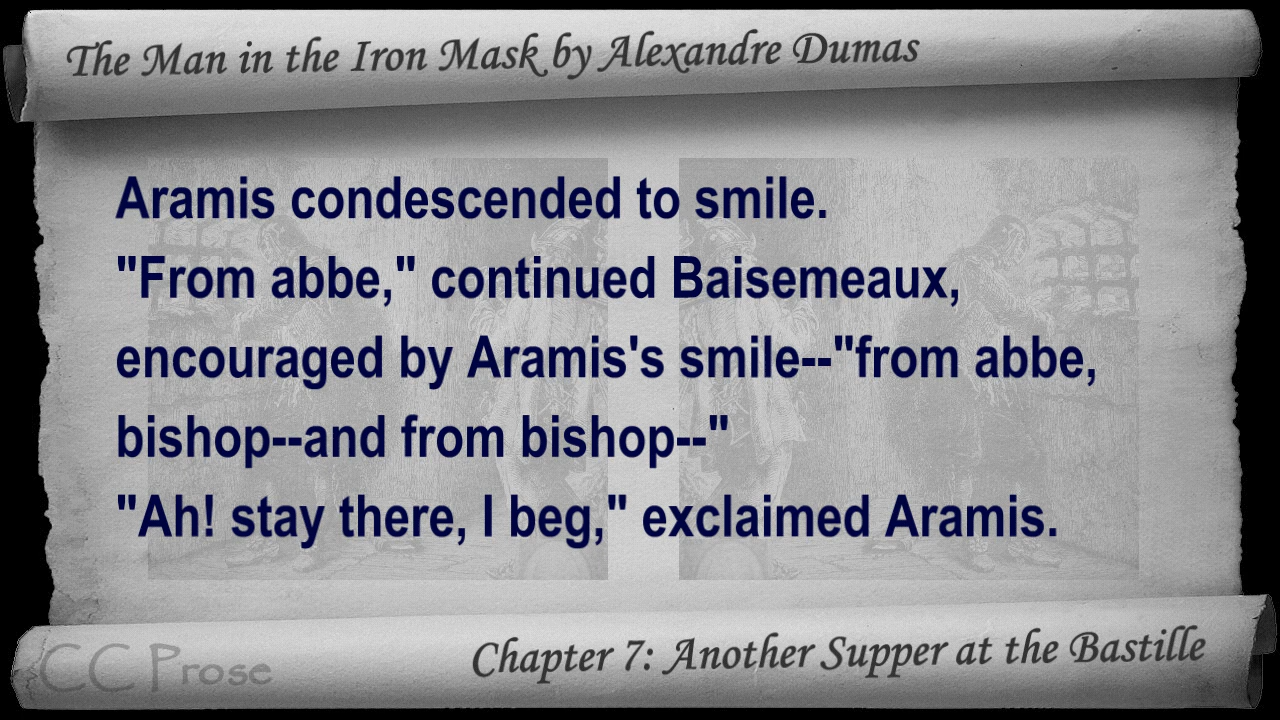 The Man in the Iron Mask by Alexandre Dumas
Aramis condescended to smile.
"From abbe," continued Baisemeaux,
encouraged by Aramis's smile--"from abbe,
bishop--and from bishop--"
"Ah! stay there, I beg," exclaimed Aramis.
Chapter 7: Another Supper at the Bastille
CC Prose